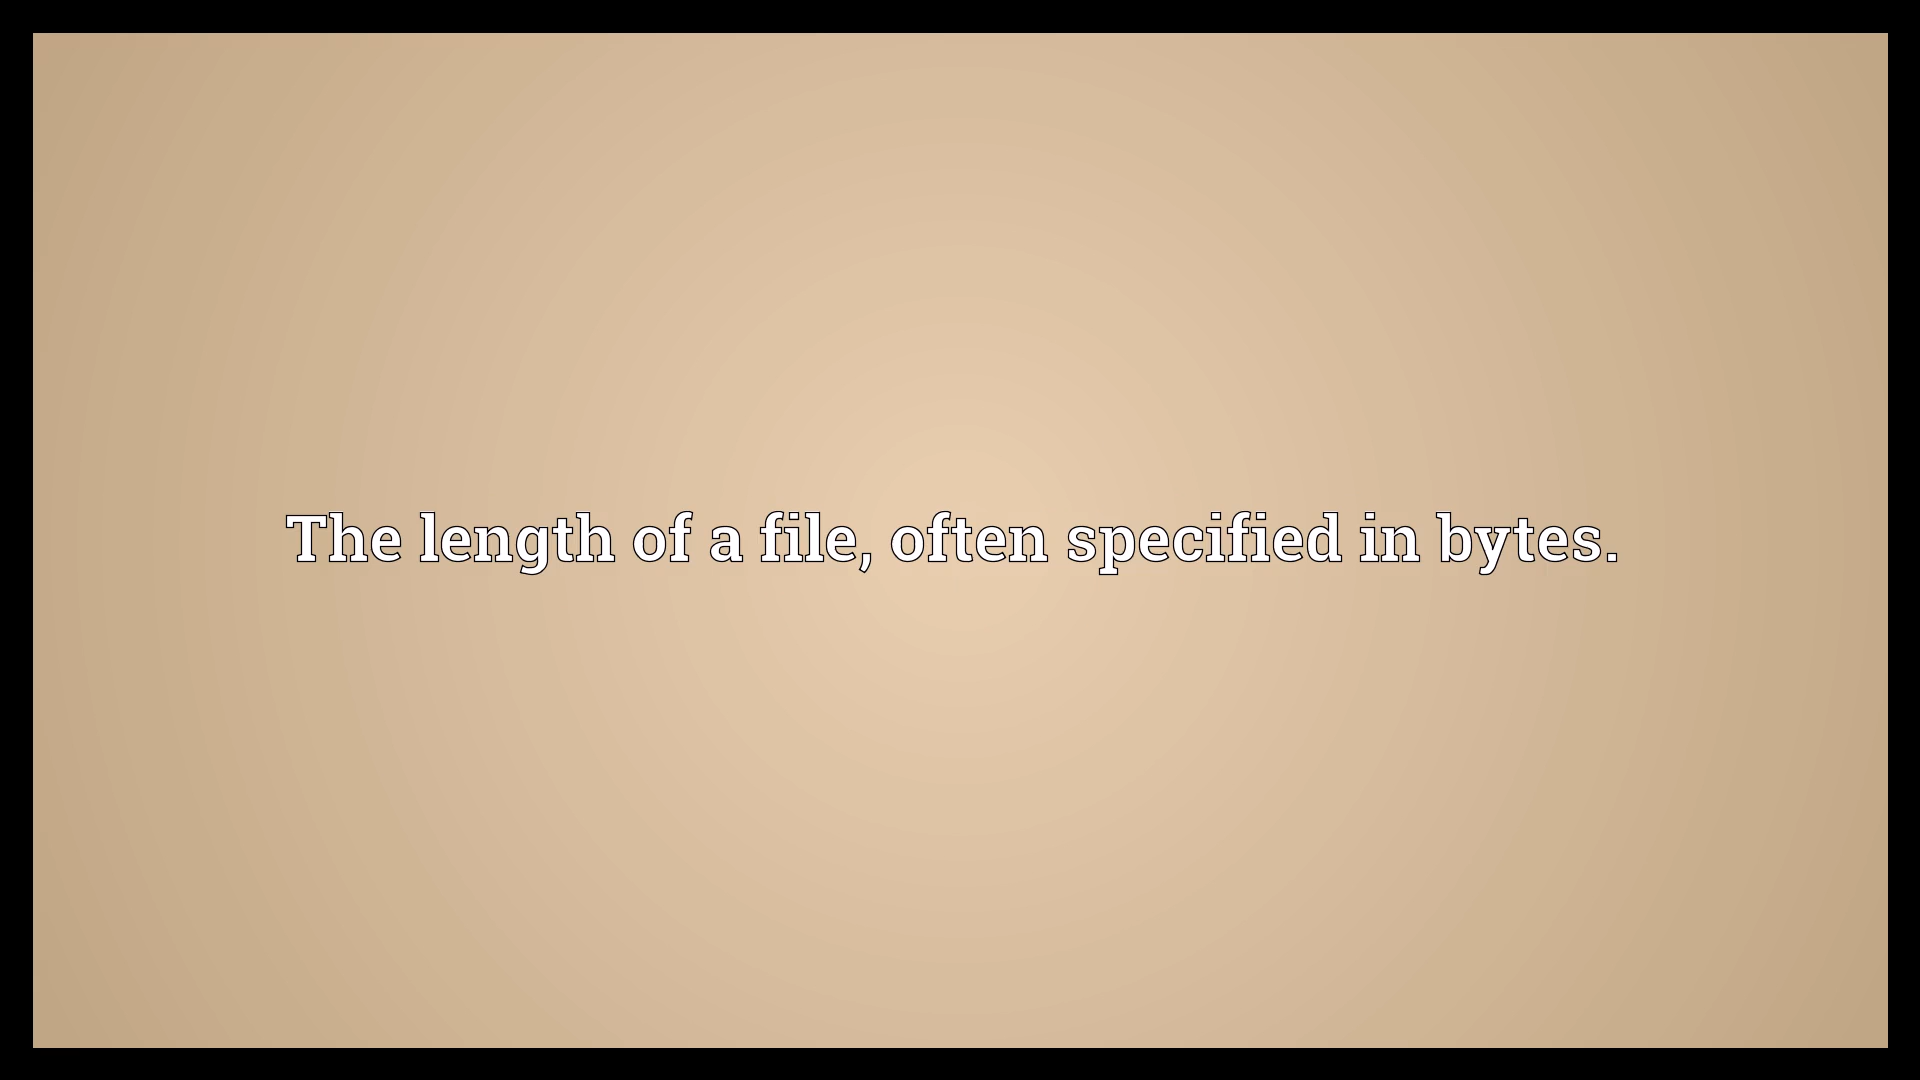 The length of a file, often specified in bytes.